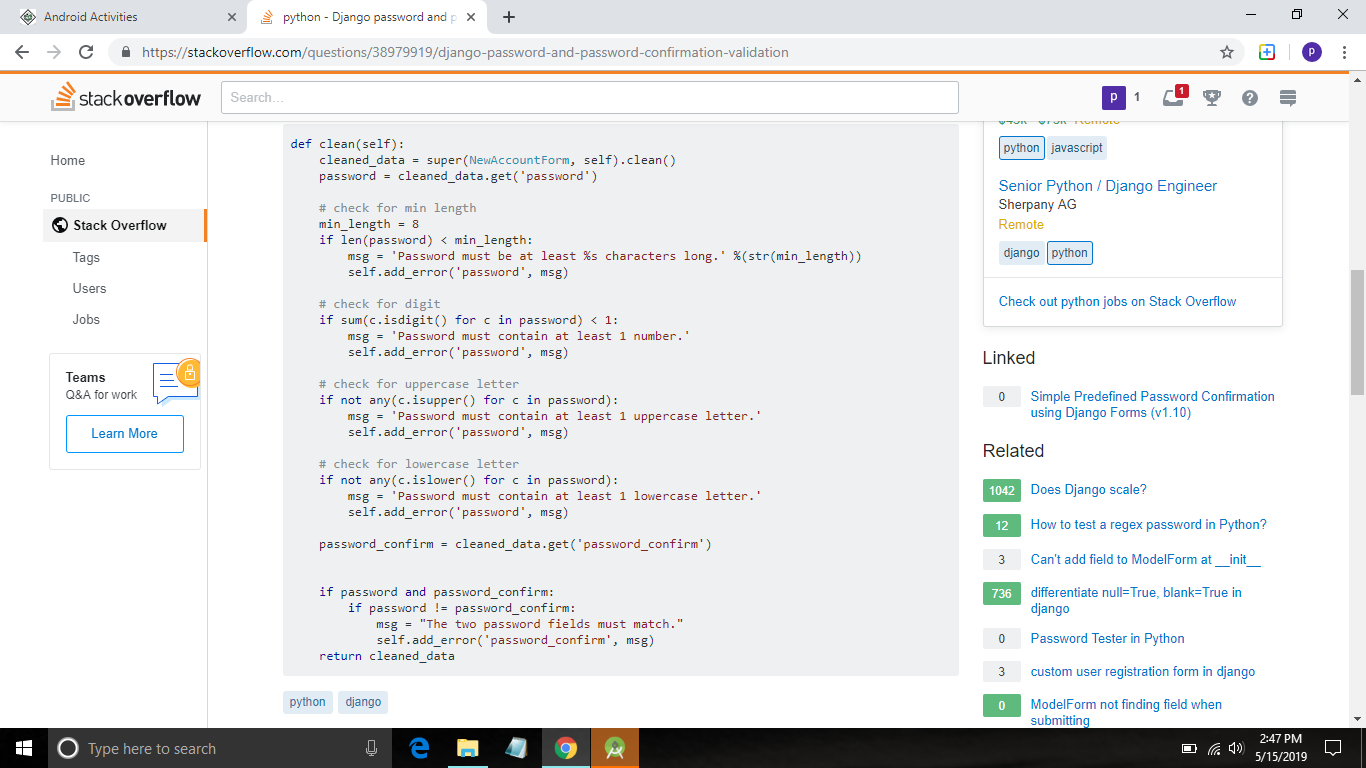 Android Activities
python - Django password and p
https://stackoverflow.com/questions/38979919/django-password-and-password-confirmation-validation
p
stackoverflow
Search...
p 1
1
Home
PUBLIC
Stack Overflow
Tags
Users
Jobs
Teams
Q&A for work
Learn More
def clean(self):
    cleaned_data = super(NewAccountForm, self).clean()
    password = cleaned_data.get('password')
    # check for min length
    min_length = 8
    if len(password) < min_length:
        msg = 'Password must be at least %s characters long.' %(str(min_length))
        self.add_error('password', msg)
    # check for digit
    if sum(c.isdigit() for c in password) < 1:
        msg = 'Password must contain at least 1 number.'
        self.add_error('password', msg)
    # check for uppercase letter
    if not any(c.isupper() for c in password):
        msg = 'Password must contain at least 1 uppercase letter.'
        self.add_error('password', msg)
    # check for lowercase letter
    if not any(c.islower() for c in password):
        msg = 'Password must contain at least 1 lowercase letter.'
        self.add_error('password', msg)
    password_confirm = cleaned_data.get('password_confirm')
    if password and password_confirm:
        if password != password_confirm:
            msg = "The two password fields must match."
            self.add_error('password_confirm', msg)
    return cleaned_data
python django
Remote
python javascript
Senior Python / Django Engineer
Sherpany AG
Remote
django python
Check out python jobs on Stack Overflow
Linked
0 Simple Predefined Password Confirmation
using Django Forms (v1.10)
Related
1042 Does Django scale?
12 How to test a regex password in Python?
3 Can't add field to ModelForm at __init__
736 differentiate null=True, blank=True in
django
0 Password Tester in Python
3 custom user registration form in django
0 ModelForm not finding field when
submitting
Type here to search
2:47 PM
5/15/2019